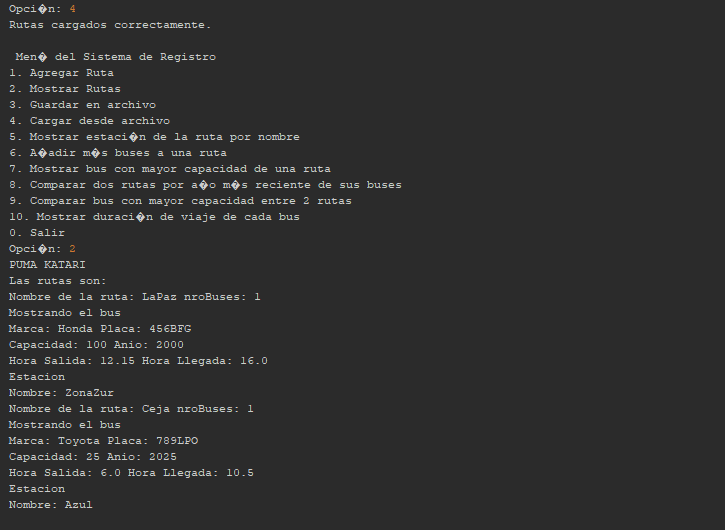 Opci�n: 4
Rutas cargados correctamente.
Men� del Sistema de Registro
1. Agregar Ruta
2. Mostrar Rutas
3. Guardar en archivo
4. Cargar desde archivo
5. Mostrar estaci�n de la ruta por nombre
6. A�adir m�s buses a una ruta
7. Mostrar bus con mayor capacidad de una ruta
8. Comparar dos rutas por a�o m�s reciente de sus buses
9. Comparar bus con mayor capacidad entre 2 rutas
10. Mostrar duraci�n de viaje de cada bus
0. Salir
Opci�n: 2
PUMA KATARI
Las rutas son:
Nombre de la ruta: LaPaz nroBuses: 1
Mostrando el bus
Marca: Honda Placa: 456BFG
Capacidad: 100 Anio: 2000
Hora Salida: 12.15 Hora Llegada: 16.0
Estacion
Nombre: ZonaZur
Nombre de la ruta: Ceja nroBuses: 1
Mostrando el bus
Marca: Toyota Placa: 789LPO
Capacidad: 25 Anio: 2025
Hora Salida: 6.0 Hora Llegada: 10.5
Estacion
Nombre: Azul